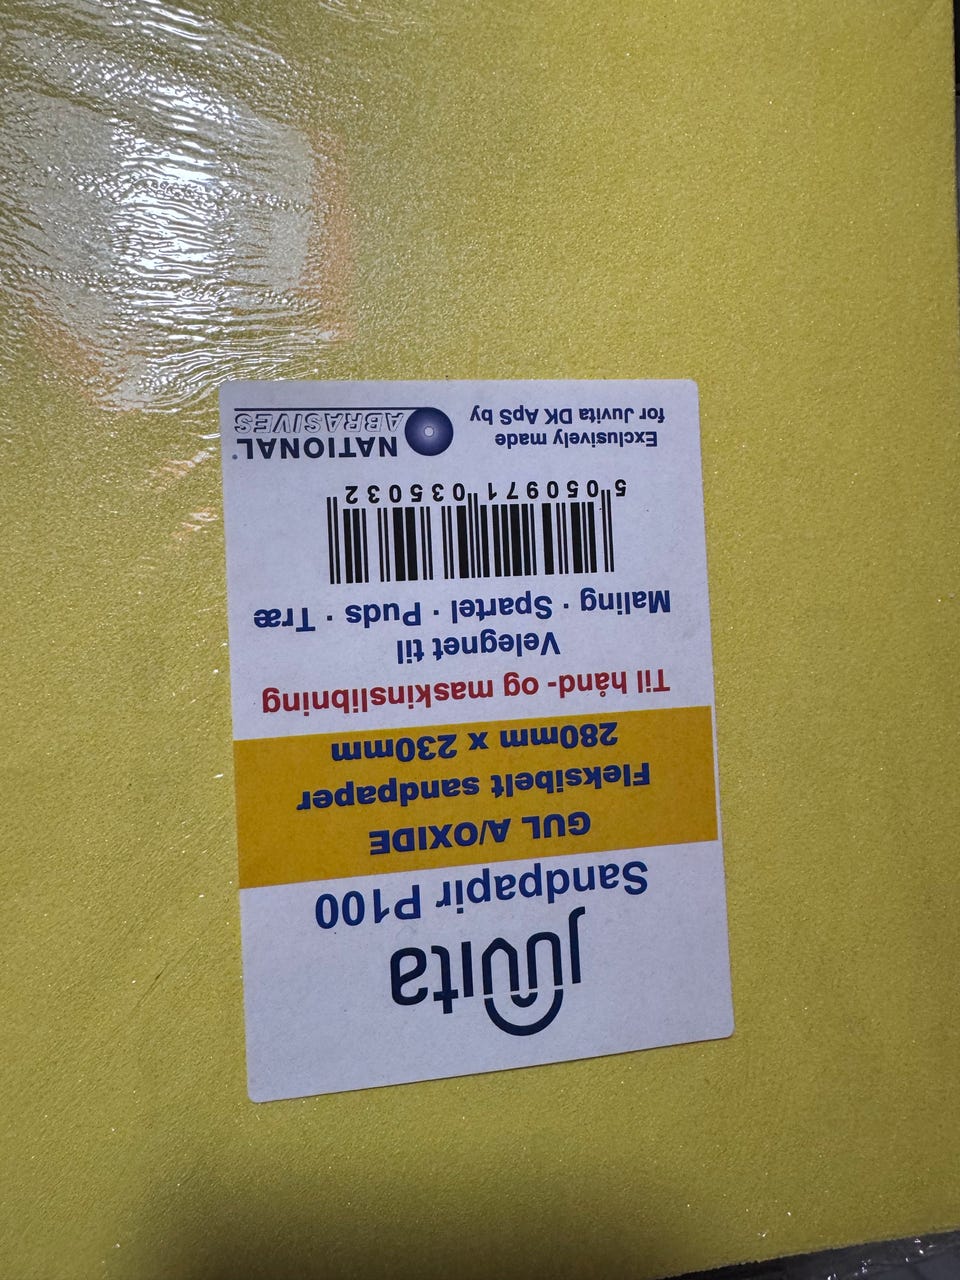 juvita
Sandpapir P100
GUL A/OXIDE
Fleksibelt sandpaper
280mm x 230mm
Til hånd- og maskinslibning
Velegnet til
Maling · Spartel · Puds · Træ
5 050971 035032
Exclusively made
for Juvita DK ApS by
NATIONAL
ABRASIVES